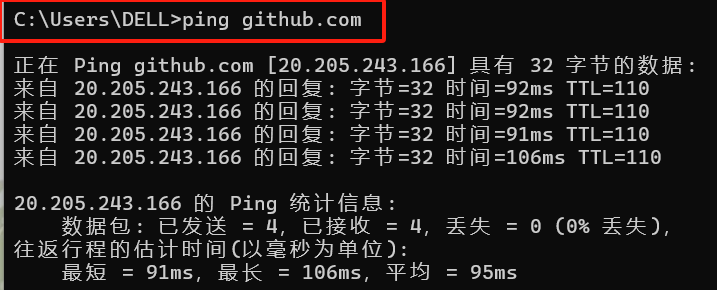 C:\Users\DELL>ping github.com
正在 Ping github.com [20.205.243.166] 具有 32 字节的数据:
来自 20.205.243.166 的回复: 字节=32 时间=92ms TTL=110
来自 20.205.243.166 的回复: 字节=32 时间=92ms TTL=110
来自 20.205.243.166 的回复: 字节=32 时间=91ms TTL=110
来自 20.205.243.166 的回复: 字节=32 时间=106ms TTL=110
20.205.243.166 的 Ping 统计信息:
数据包: 已发送 = 4, 已接收 = 4, 丢失 = 0 (0% 丢失),
往返行程的估计时间(以毫秒为单位):
最短 = 91ms, 最长 = 106ms, 平均 = 95ms